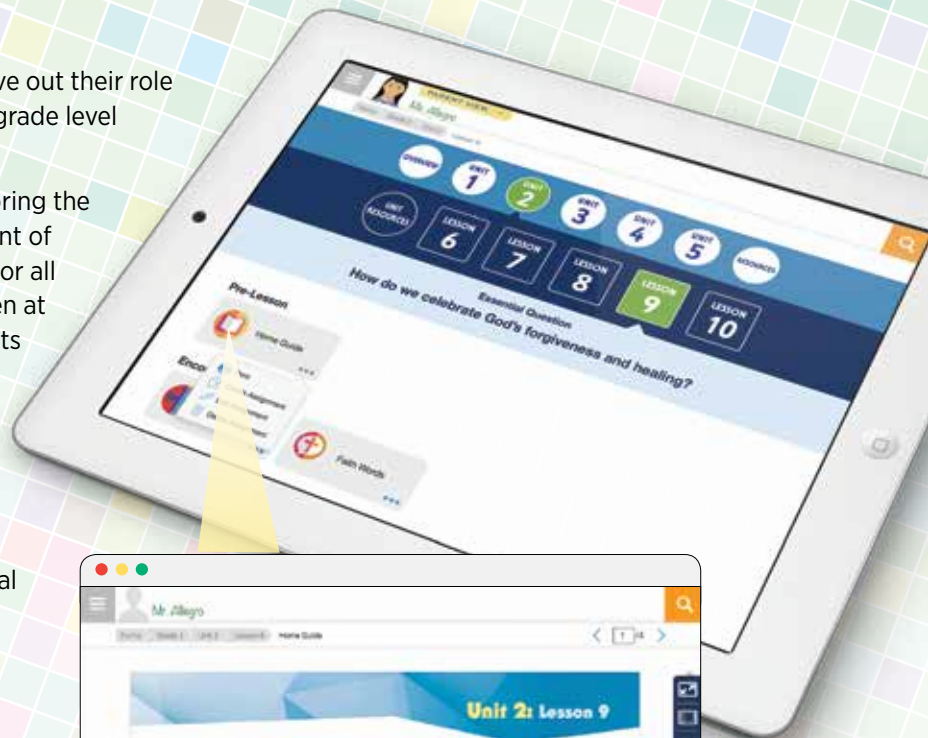 ve out their role
grade level
ring the
nt of
or all
en at
ts
al
PARENT VIEW
Mr. Allegro
OVERVIEW
UNIT
1
UNIT
2
UNIT
3
UNIT
4
UNIT
5
RESOURCES
UNIT
RESOURCES
LESSON
6
LESSON
7
LESSON
8
LESSON
9
LESSON
10
Essential Question
How do we celebrate God's forgiveness and healing?
Pre-Lesson
Home Guide
Enco
Assignment
Faith Words
Mr. Allegro
Home Guide
1
Unit 2: Lesson 9